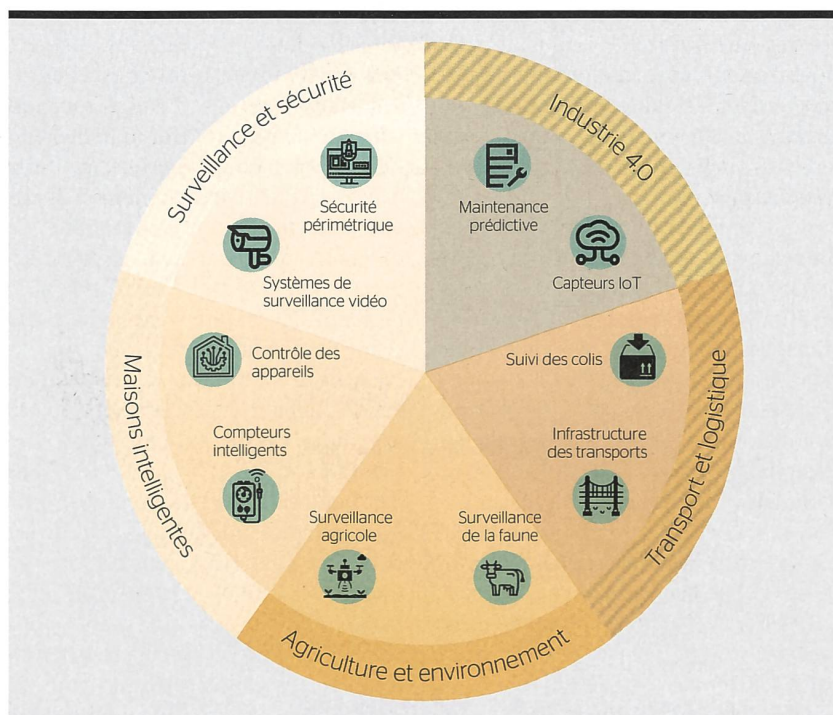 Industrie 4.0
Maintenance
prédictive
Capteurs IoT
Transport et logistique
Suivi des colis
Infrastructure
des transports
Agriculture et environnement
Surveillance
de la faune
Surveillance
agricole
Maisons intelligentes
Compteurs
intelligents
Contrôle des
appareils
Surveillance et sécurité
Systèmes de
surveillance vidéo
Sécurité
périmétrique